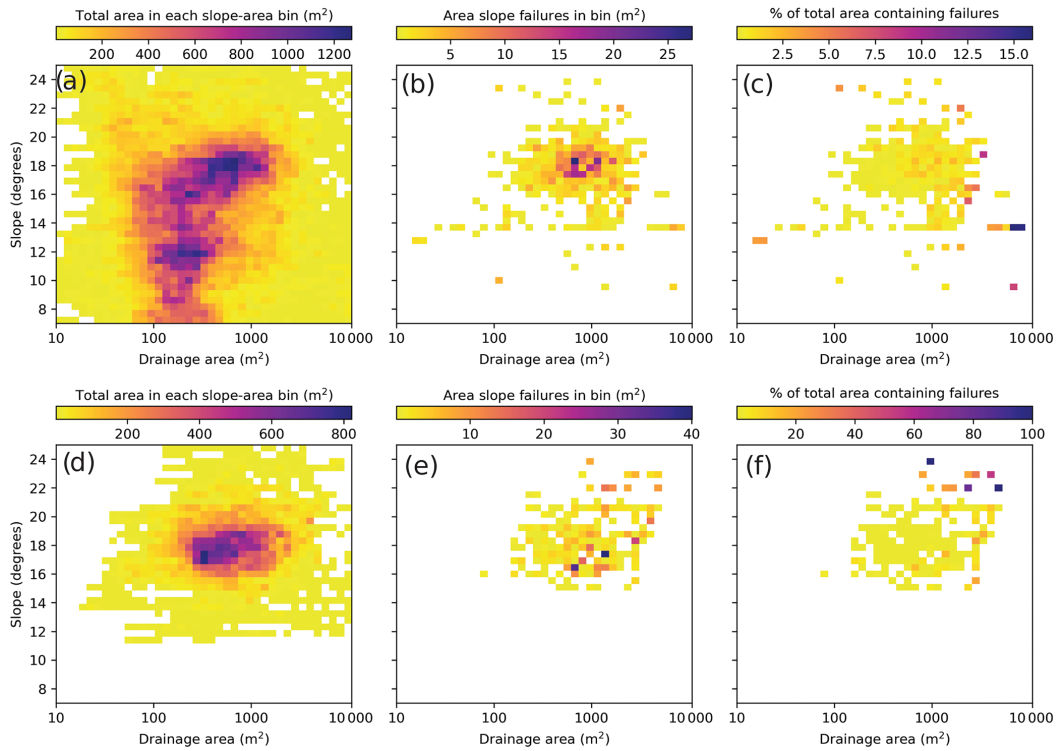 Total area in each slope-area bin (m²)
Area slope failures in bin (m²)
% of total area containing failures
200 400 600 800 1000 1200
5 10 15 20 25
2.5 5.0 7.5 10.0 12.5 15.0
(a)
(b)
(c)
24
22
20
18
16
14
12
10
8
Slope (degrees)
10 100 1000 10 000
10 100 1000 10 000
10 100 1000 10 000
Drainage area (m²)
Drainage area (m²)
Drainage area (m²)
Total area in each slope-area bin (m²)
Area slope failures in bin (m²)
% of total area containing failures
200 400 600 800
10 20 30 40
20 40 60 80 100
(d)
(e)
(f)
24
22
20
18
16
14
12
10
8
Slope (degrees)
10 100 1000 10 000
10 100 1000 10 000
10 100 1000 10 000
Drainage area (m²)
Drainage area (m²)
Drainage area (m²)